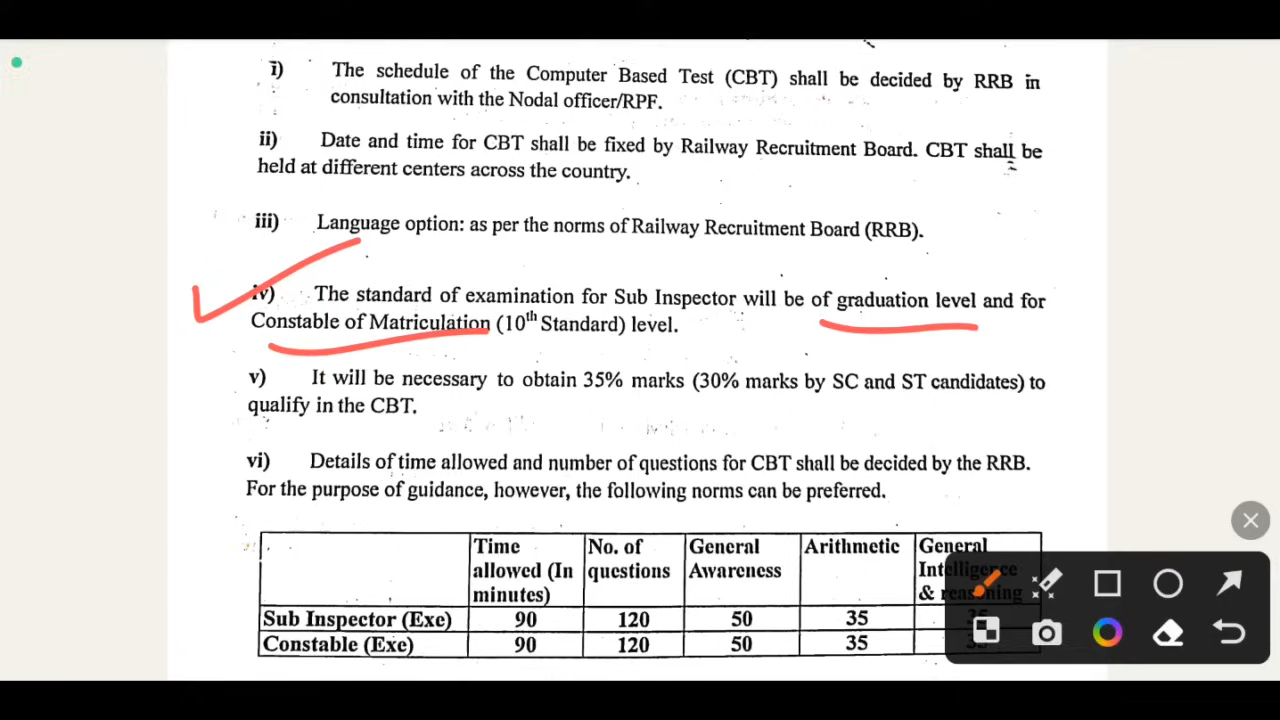 i) The schedule of the Computer Based Test (CBT) shall be decided by RRB in
consultation with the Nodal officer/RPF.
ii) Date and time for CBT shall be fixed by Railway Recruitment Board. CBT shall be
held at different centers across the country.
iii) Language option: as per the norms of Railway Recruitment Board (RRB).
iv) The standard of examination for Sub Inspector will be of graduation level and for
Constable of Matriculation (10th Standard) level.
v) It will be necessary to obtain 35% marks (30% marks by SC and ST candidates) to
qualify in the CBT.
vi) Details of time allowed and number of questions for CBT shall be decided by the RRB.
For the purpose of guidance, however, the following norms can be preferred.
Time No. of General Arithmetic General
allowed (In questions Awareness Intelligence
minutes) & reasoning
Sub Inspector (Exe) 90 120 50 35 35
Constable (Exe) 90 120 50 35